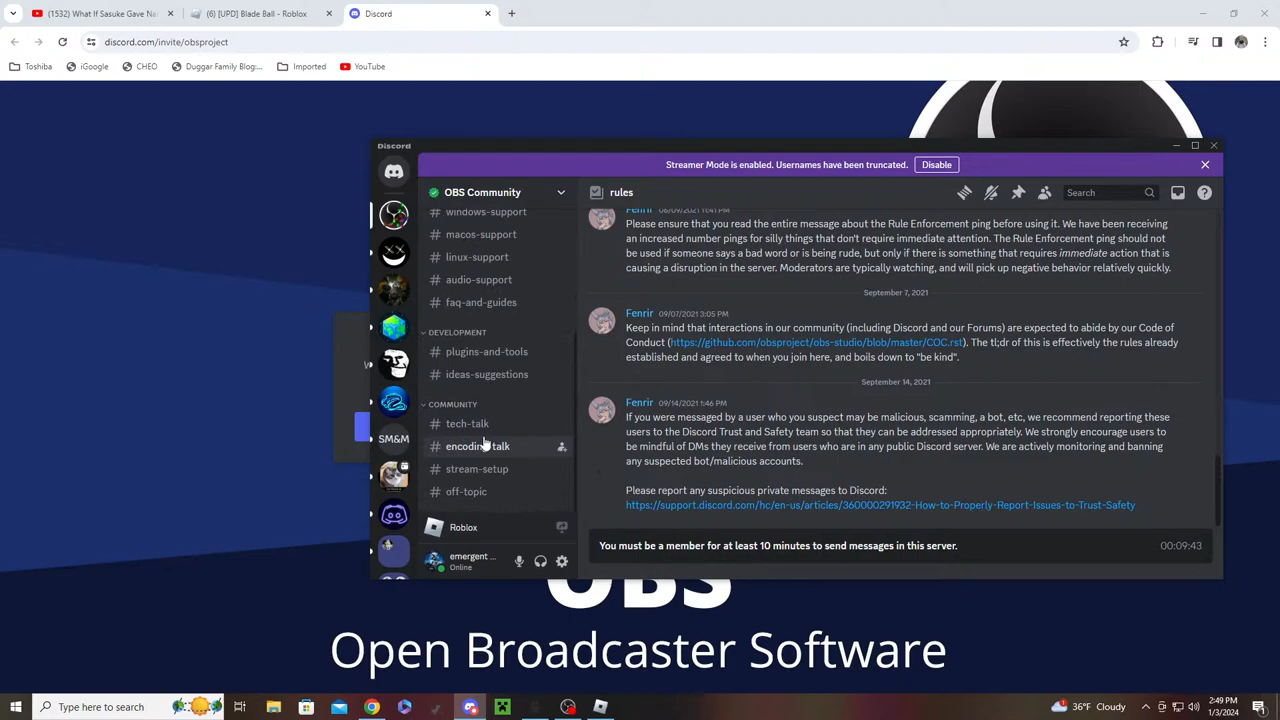 (1532) What If Sasuke Gave Na
(6) [UPD] Blade Ball - Roblox
Discord
discord.com/invite/obsproject
Toshiba
iGoogle
CHEO
Duggar Family Blog:...
Imported
YouTube
Discord
Streamer Mode is enabled. Usernames have been truncated.
Disable
OBS Community
rules
Search
windows-support
macos-support
linux-support
audio-support
faq-and-guides
DEVELOPMENT
plugins-and-tools
ideas-suggestions
COMMUNITY
tech-talk
encoding-talk
stream-setup
off-topic
SM&M
Roblox
emergent ...
Online
Fenrir 06/09/2021 11:41 PM
Please ensure that you read the entire message about the Rule Enforcement ping before using it. We have been receiving
an increased number pings for silly things that don't require immediate attention. The Rule Enforcement ping should not
be used if someone says a bad word or is being rude, but only if there is something that requires immediate action that
is causing a disruption in the server. Moderators are typically watching, and will pick up negative behavior relatively quickly.
September 7, 2021
Fenrir 09/07/2021 3:05 PM
Keep in mind that interactions in our community (including Discord and our Forums) are expected to abide by our Code of
Conduct (https://github.com/obsproject/obs-studio/blob/master/COC.rst). The tl;dr of this is effectively the rules already
established and agreed to when you join here, and boils down to "be kind".
September 14, 2021
Fenrir 09/14/2021 1:46 PM
If you were messaged by a user who you suspect may be malicious, scamming, a bot, etc, we recommend reporting these
users to the Discord Trust and Safety team so that they can be addressed appropriately. We strongly encourage users to
be mindful of DMs they receive from users who are in any public Discord server. We are actively monitoring and banning
any suspected bot/malicious accounts.
Please report any suspicious private messages to Discord:
https://support.discord.com/hc/en-us/articles/360000291932-How-to-Properly-Report-Issues-to-Trust-Safety
You must be a member for at least 10 minutes to send messages in this server.
00:09:43
OBS
Open Broadcaster Software
Type here to search
36°F Cloudy
2:49 PM
1/3/2024